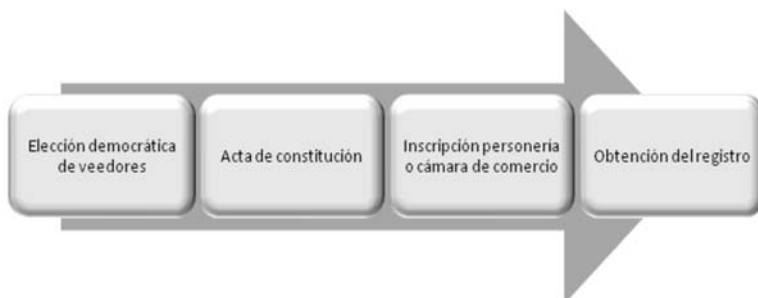 Elección democrática
de veedores
Acta de constitución
Inscripción personería
o cámara de comercio
Obtención del registro